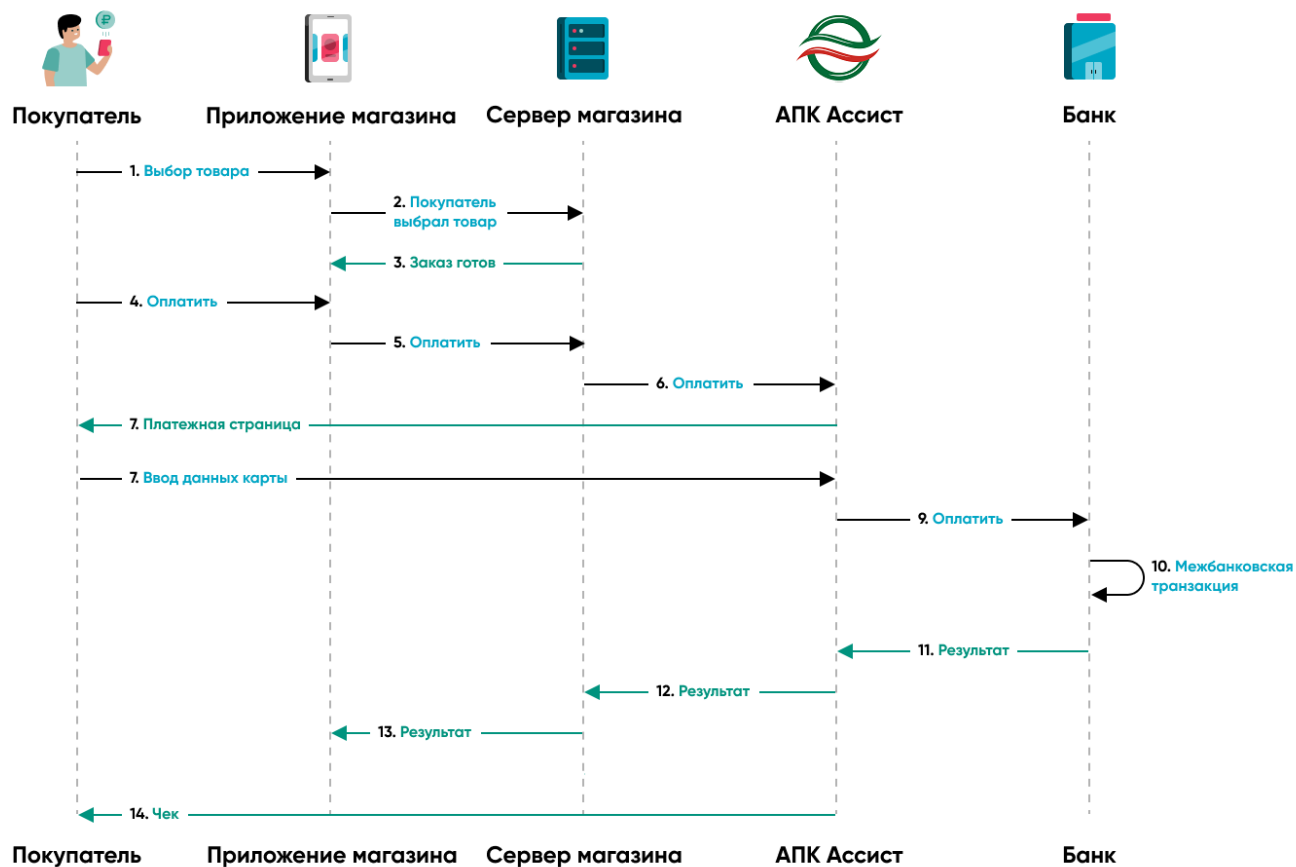 Покупатель
Приложение магазина
Сервер магазина
АПК Ассист
Банк
1. Выбор товара
2. Покупатель
выбрал товар
3. Заказ готов
4. Оплатить
5. Оплатить
6. Оплатить
7. Платежная страница
7. Ввод данных карты
9. Оплатить
10. Межбанковская
транзакция
11. Результат
12. Результат
13. Результат
14. Чек
Покупатель
Приложение магазина
Сервер магазина
АПК Ассист
Банк